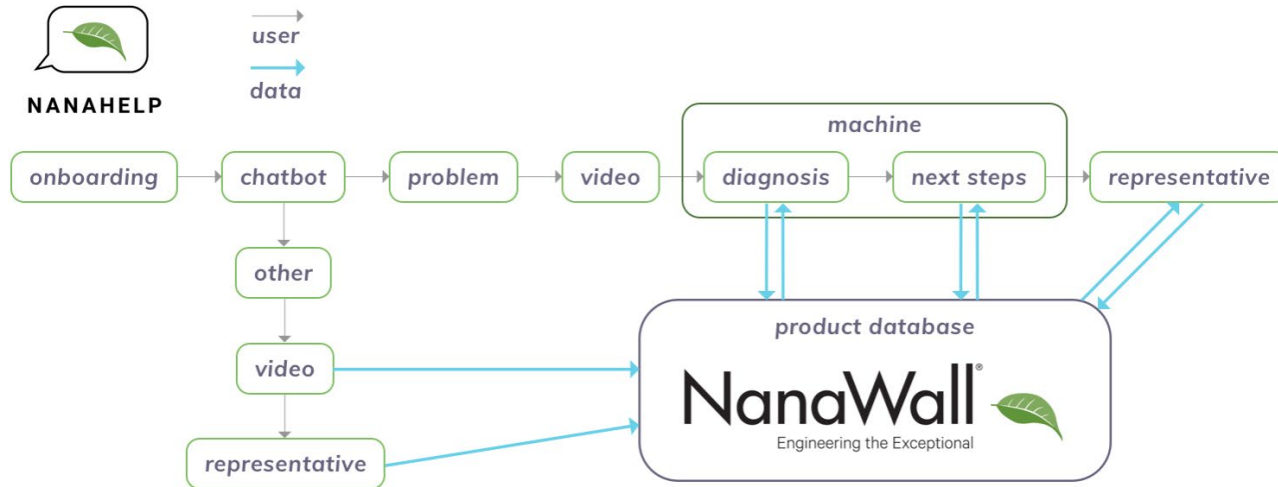 NANAHELP
user
data
machine
onboarding
chatbot
problem
video
diagnosis
next steps
representative
other
video
representative
product database
NanaWall®
Engineering the Exceptional